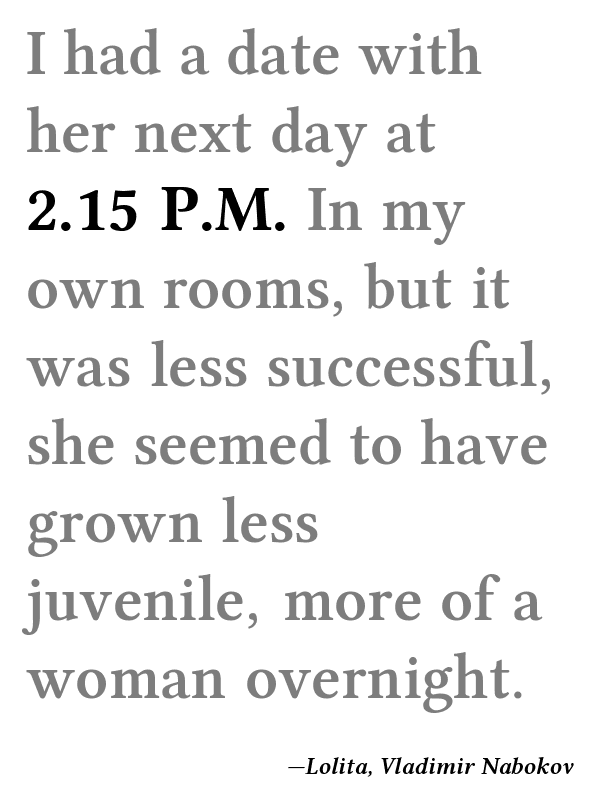 I had a date with
her next day at
2.15 P.M. In my
own rooms, but it
was less successful,
she seemed to have
grown less
juvenile, more of a
woman overnight.
—Lolita, Vladimir Nabokov